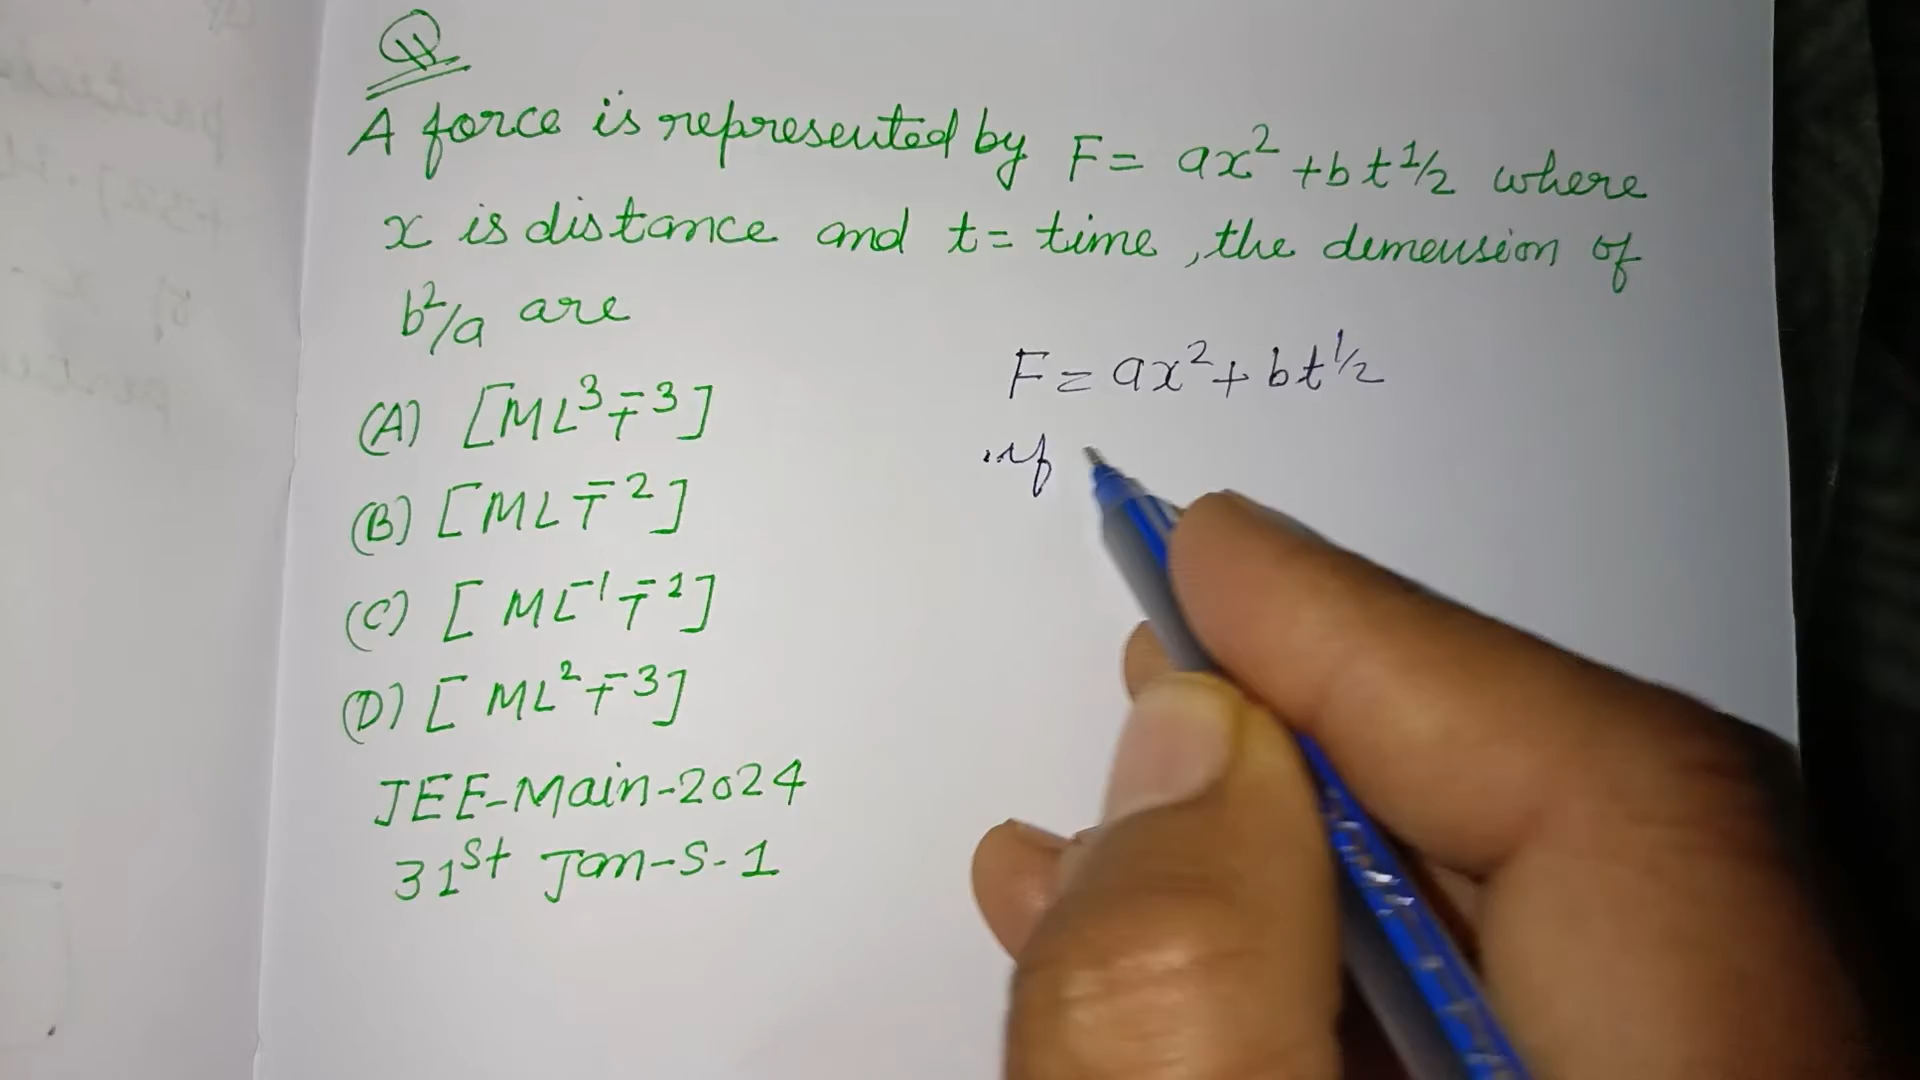 Q
A force is represented by F = ax² + bt^1/2 where
x is distance and t = time, the dimension of
b²/a are
(A) [ML³T⁻³]
(B) [MLT⁻²]
(C) [ML⁻¹T⁻¹]
(D) [ML²T⁻³]
JEE-Main-2024
31st Jan-S-1
F = ax² + bt^1/2
if